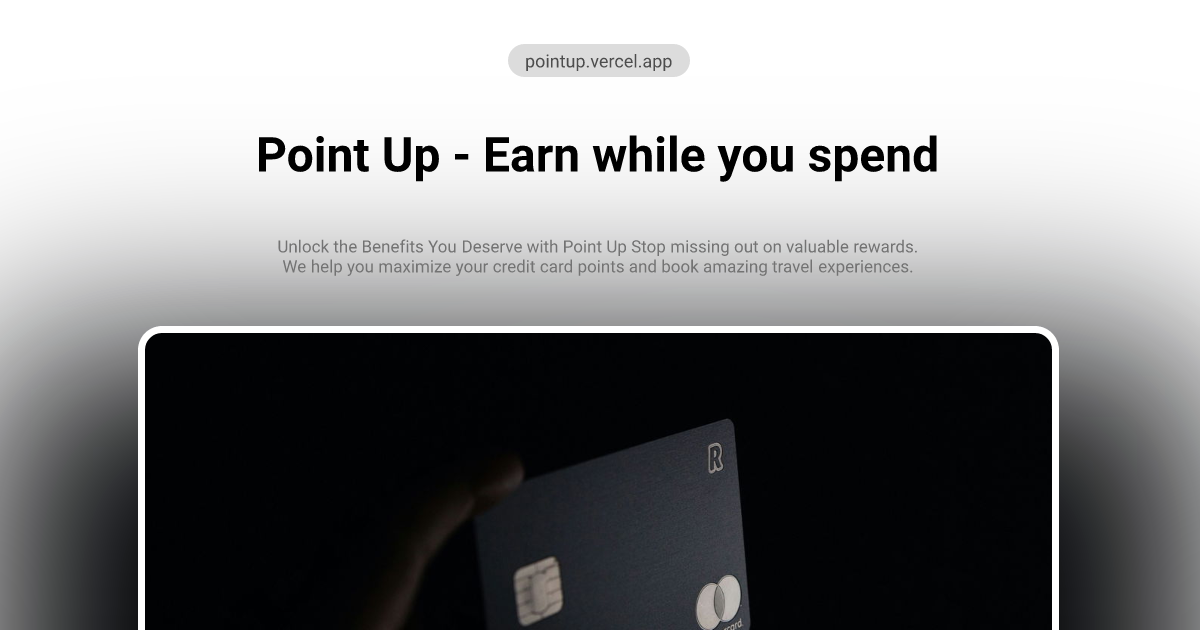 pointup.vercel.app
Point Up - Earn while you spend
Unlock the Benefits You Deserve with Point Up Stop missing out on valuable rewards.
We help you maximize your credit card points and book amazing travel experiences.
R